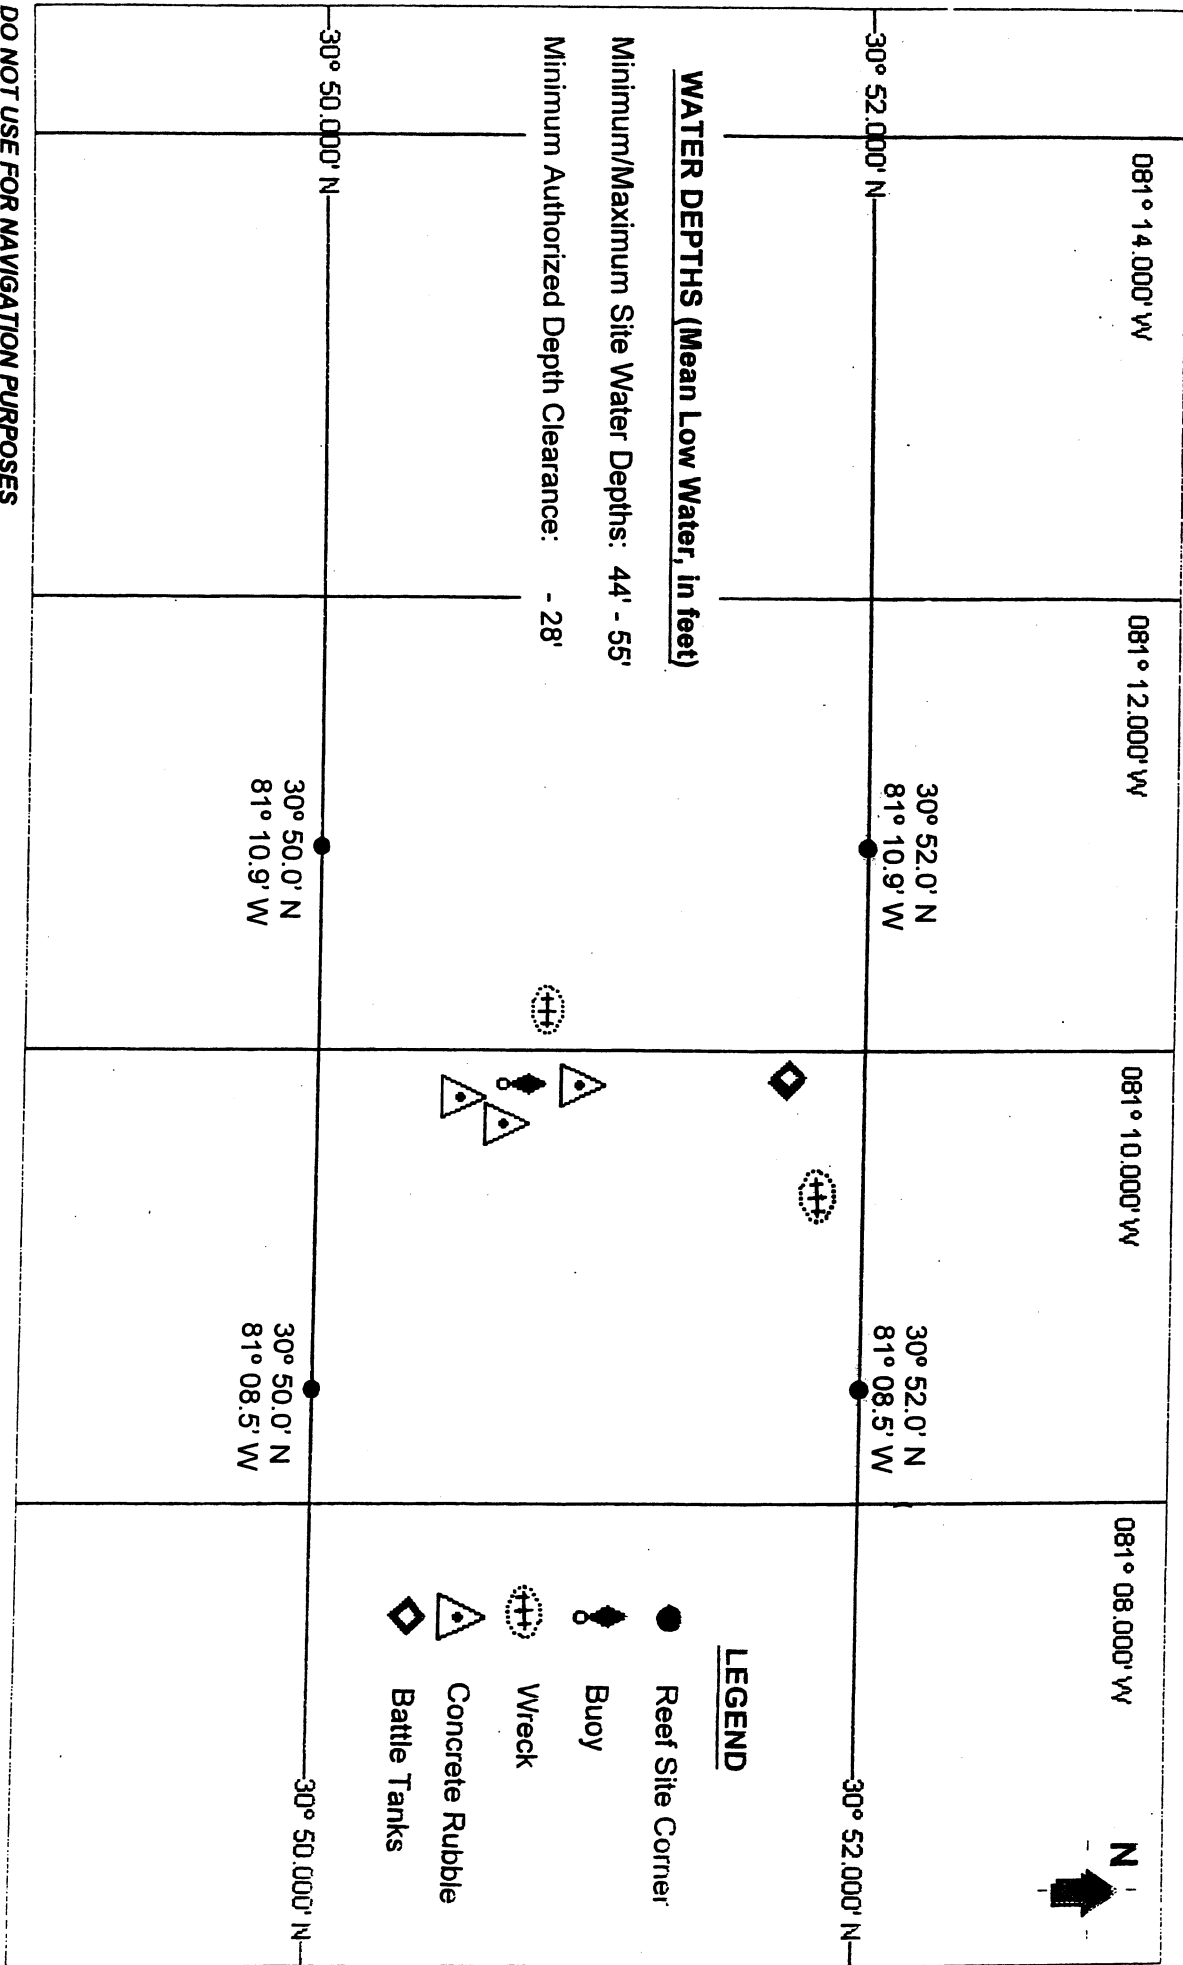 081° 14.000' W
081° 12.000' W
081° 10.000' W
081° 08.000' W
N
30° 52.000' N
30° 52.0' N
81° 10.9' W
30° 52.0' N
81° 08.5' W
30° 52.000' N
WATER DEPTHS (Mean Low Water, in feet)
Minimum/Maximum Site Water Depths: 44' - 55'
Minimum Authorized Depth Clearance: - 28'
LEGEND
Reef Site Corner
Buoy
Wreck
Concrete Rubble
Battle Tanks
30° 50.000' N
30° 50.0' N
81° 10.9' W
30° 50.0' N
81° 08.5' W
30° 50.000' N
DO NOT USE FOR NAVIGATION PURPOSES